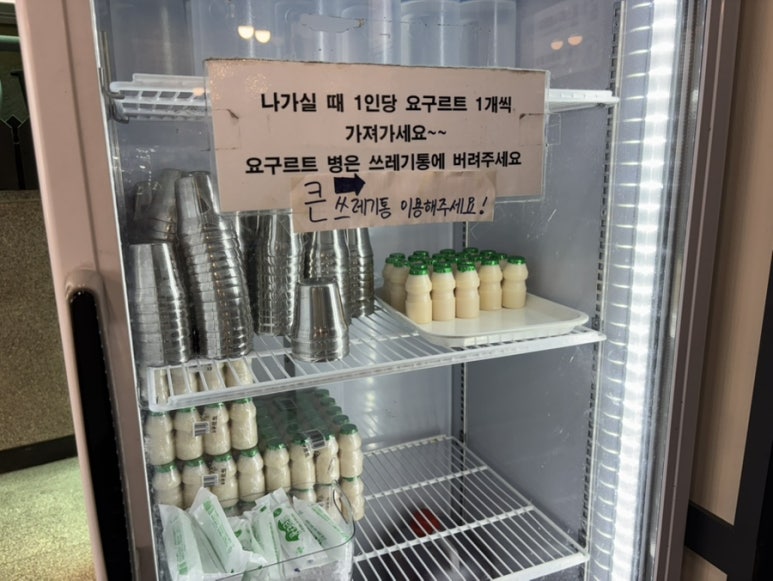 나가실 때 1인당 요구르트 1개씩
가져가세요~~
요구르트 병은 쓰레기통에 버려주세요
큰 쓰레기통 이용해주세요!